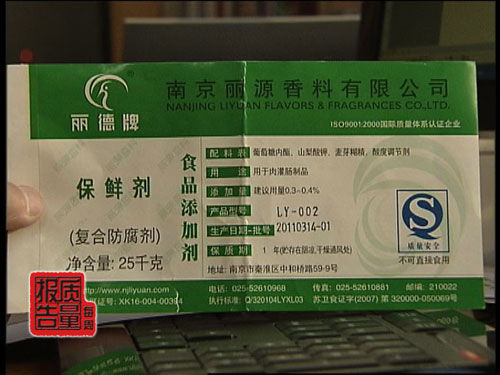 南京丽源香料有限公司
NANJING LIYUAN FLAVORS & FRAGRANCES CO.,LTD.
ISO9001:2000国际质量体系认证企业
丽德牌
保鲜剂
(复合防腐剂)
净含量: 25千克
食品添加剂
配料表: 葡萄糖内酯、山梨酸钾、麦芽糊精、酸度调节剂
用途: 用于肉灌肠制品
添加量: 建议用量0.3-0.4%
产品型号: LY-002
生产日期-批号: 20110314-01
保质期: 1年(贮存在阴凉,干燥通风处)
地址: 南京市秦淮区中和桥路59-9号
质量安全
不可直接食用
http://www.njliyuan.com
电话: 025-52610968 传真: 025-52610881 邮编: 210022
证号: XK16-004-00394
执行标准: Q/320104LYXL03 苏卫食证字(2007) 第 320000-050069号
质量报告
每周